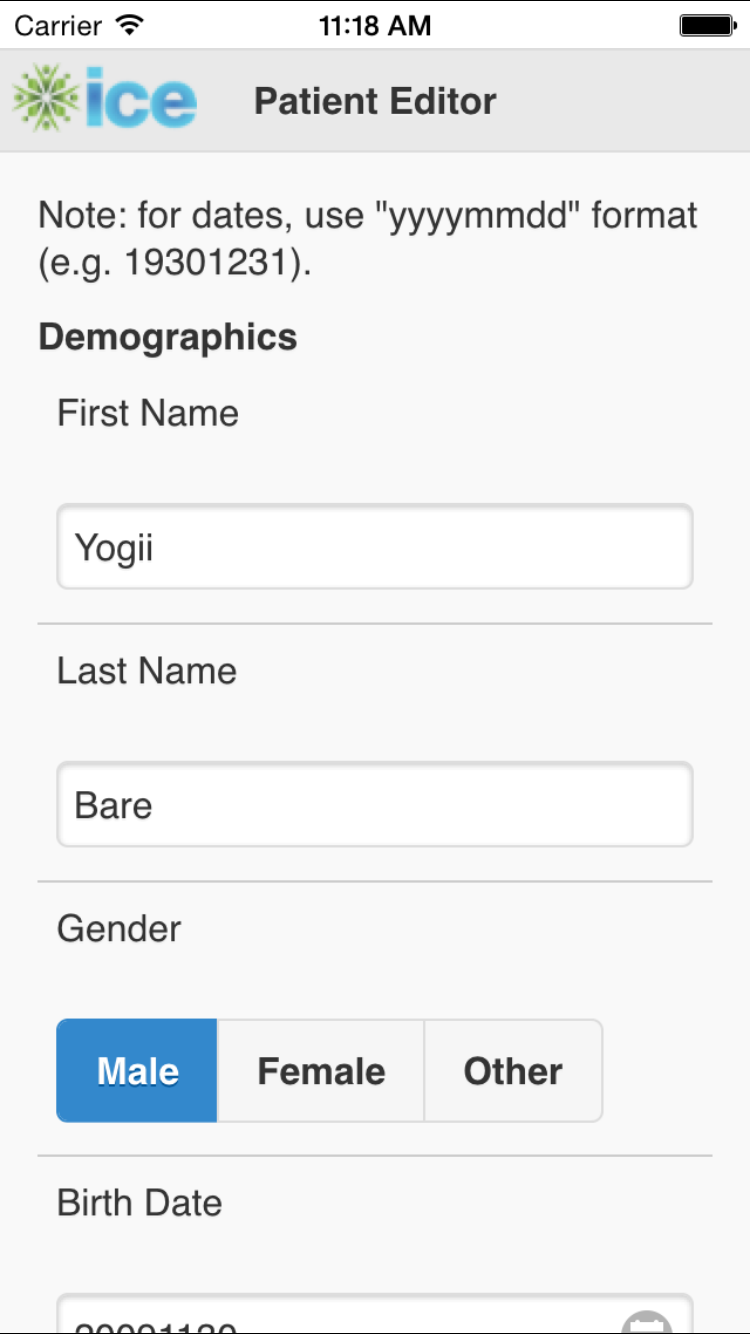 Carrier 11:18 AM
ice Patient Editor
Note: for dates, use "yyyymmdd" format
(e.g. 19301231).
Demographics
First Name
Yogii
Last Name
Bare
Gender
Male Female Other
Birth Date